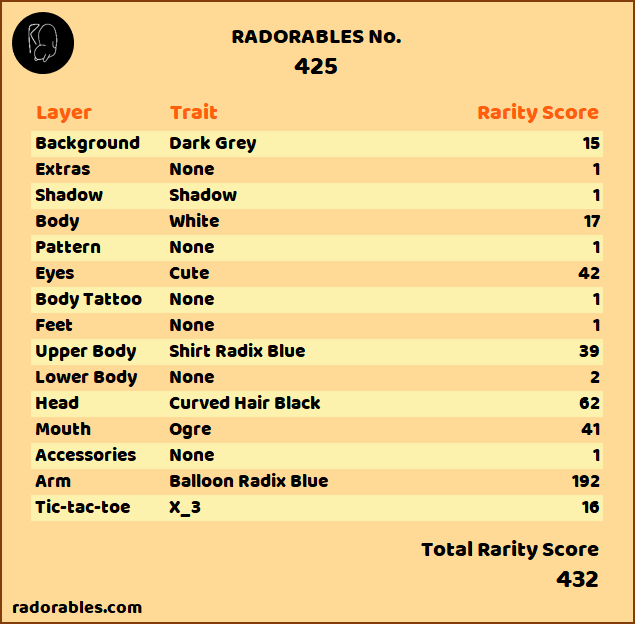 RADORABLES No.
425
Layer Trait Rarity Score
Background Dark Grey 15
Extras None 1
Shadow Shadow 1
Body White 17
Pattern None 1
Eyes Cute 42
Body Tattoo None 1
Feet None 1
Upper Body Shirt Radix Blue 39
Lower Body None 2
Head Curved Hair Black 62
Mouth Ogre 41
Accessories None 1
Arm Balloon Radix Blue 192
Tic-tac-toe X_3 16
Total Rarity Score
432
radorables.com